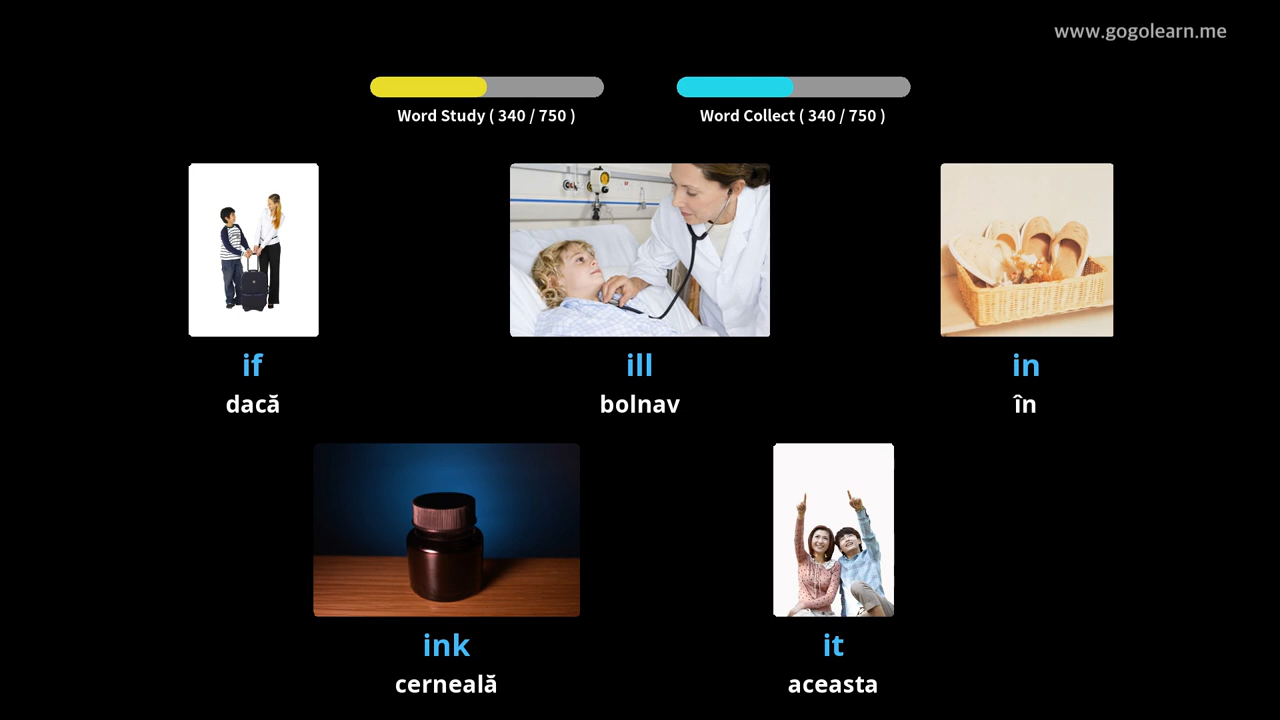 www.gogolearn.me
Word Study ( 340 / 750 )
Word Collect ( 340 / 750 )
if
dacă
ill
bolnav
in
în
ink
cerneală
it
aceasta